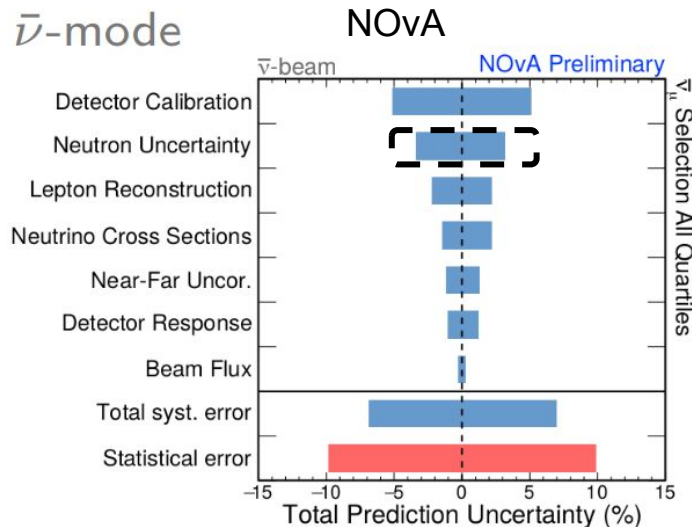 ν̄-mode
NOvA
ν̄-beam
NOvA Preliminary
Detector Calibration
Neutron Uncertainty
Lepton Reconstruction
Neutrino Cross Sections
Near-Far Uncor.
Detector Response
Beam Flux
Total syst. error
Statistical error
ν̄μ Selection All Quartiles
−15 −10 −5 0 5 10 15
Total Prediction Uncertainty (%)